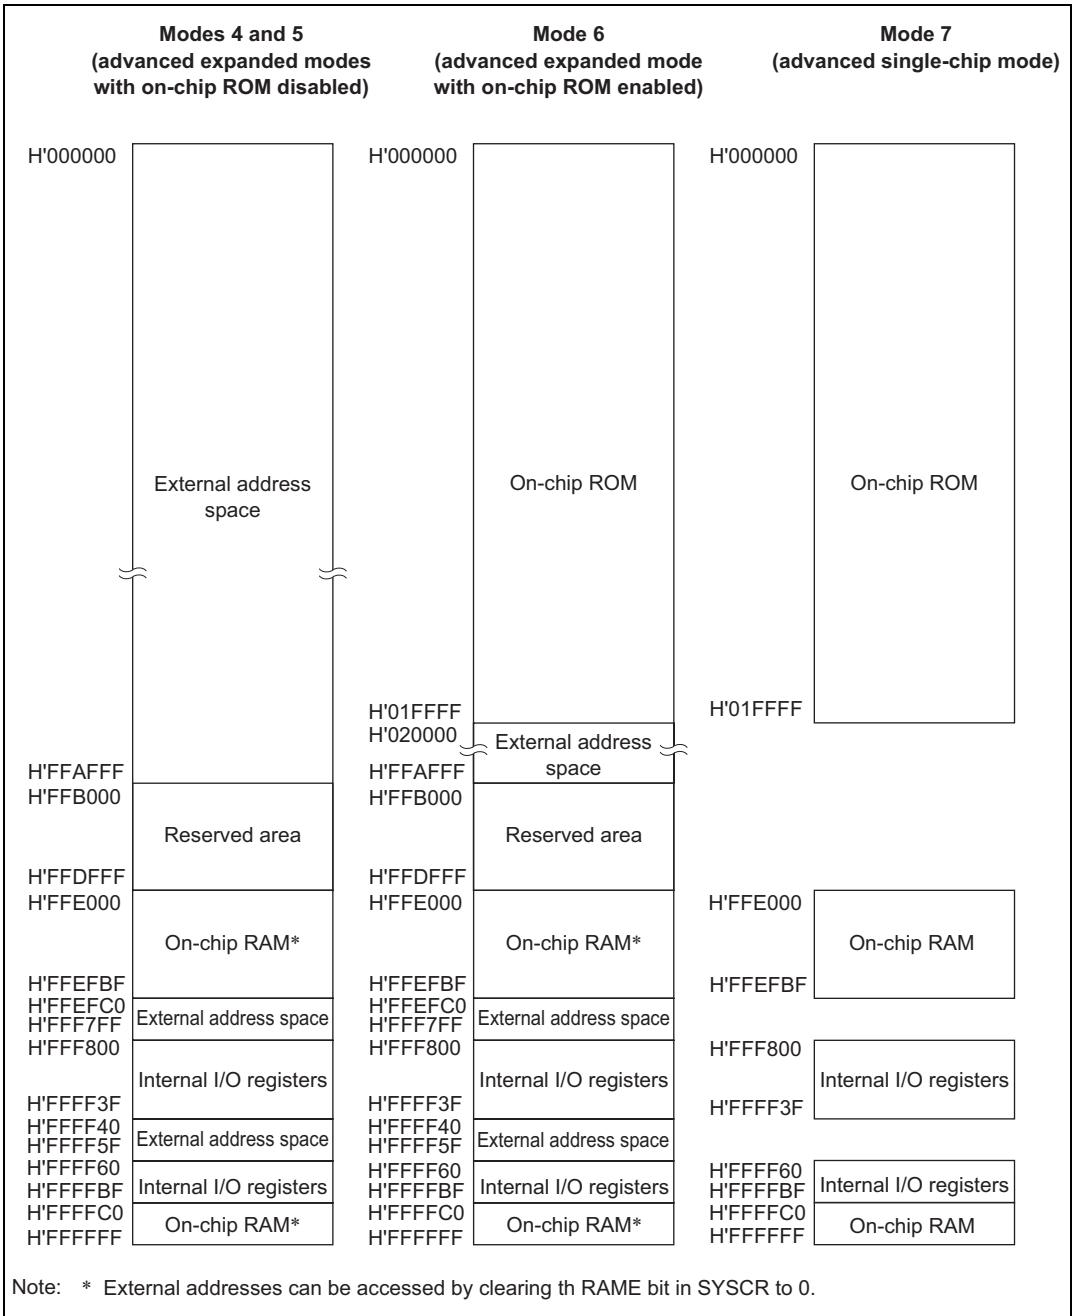 Modes 4 and 5
(advanced expanded modes
with on-chip ROM disabled)
Mode 6
(advanced expanded mode
with on-chip ROM enabled)
Mode 7
(advanced single-chip mode)
H'000000
External address
space
H'FFAFFF
H'FFB000
Reserved area
H'FFDFFF
H'FFE000
On-chip RAM*
H'FFEFBF
H'FFEFC0
External address space
H'FFF7FF
H'FFF800
Internal I/O registers
H'FFFF3F
H'FFFF40
External address space
H'FFFF5F
H'FFFF60
Internal I/O registers
H'FFFFBF
H'FFFFC0
On-chip RAM*
H'FFFFFF
H'000000
On-chip ROM
H'01FFFF
H'020000
External address
space
H'FFAFFF
H'FFB000
Reserved area
H'FFDFFF
H'FFE000
On-chip RAM*
H'FFEFBF
H'FFEFC0
External address space
H'FFF7FF
H'FFF800
Internal I/O registers
H'FFFF3F
H'FFFF40
External address space
H'FFFF5F
H'FFFF60
Internal I/O registers
H'FFFFBF
H'FFFFC0
On-chip RAM*
H'FFFFFF
H'000000
On-chip ROM
H'01FFFF
H'FFE000
On-chip RAM
H'FFEFBF
H'FFF800
Internal I/O registers
H'FFFF3F
H'FFFF60
Internal I/O registers
H'FFFFBF
H'FFFFC0
On-chip RAM
H'FFFFFF
Note: * External addresses can be accessed by clearing th RAME bit in SYSCR to 0.